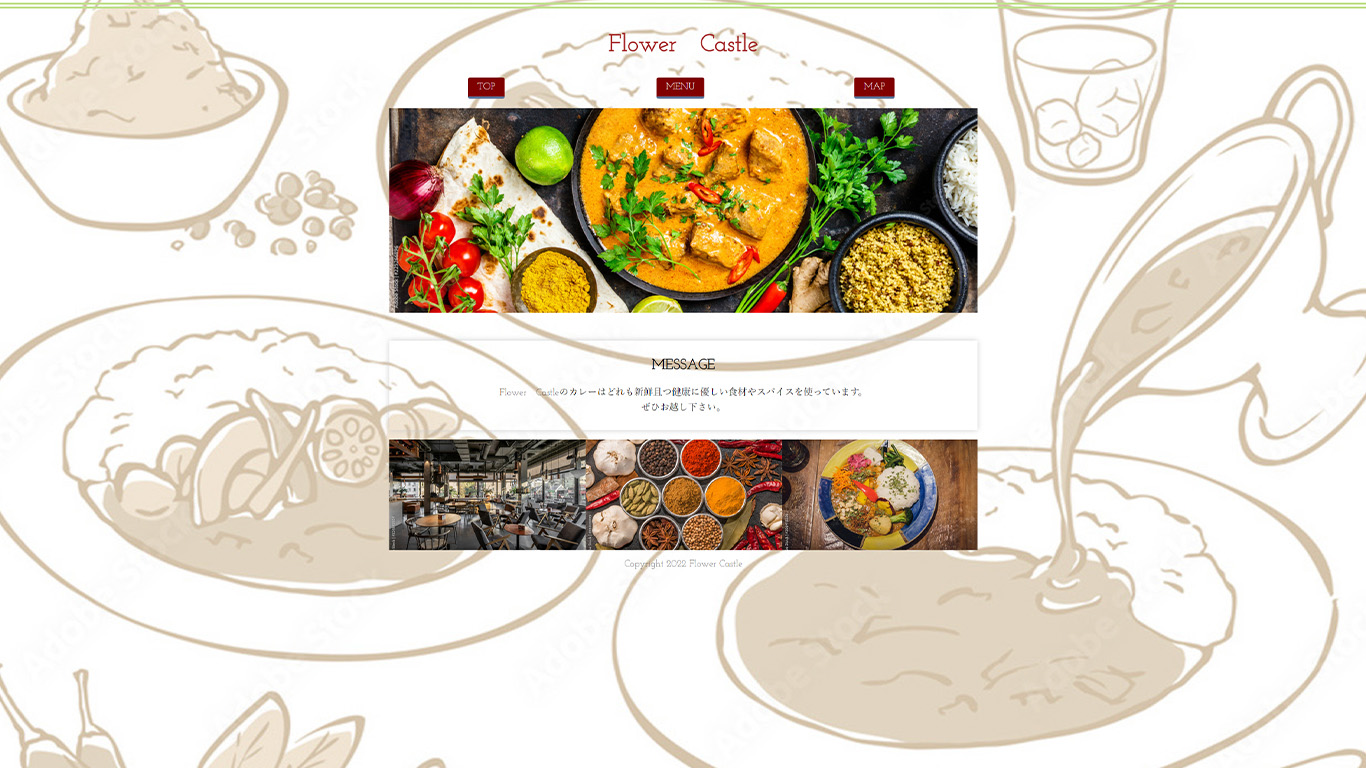 Flower　Castle
TOP
MENU
MAP
MESSAGE
Flower　Castleのカレーはどれも新鮮且つ健康に優しい食材やスパイスを使っています。
ぜひお越し下さい。
Copyright 2022 Flower Castle
Adobe Stock